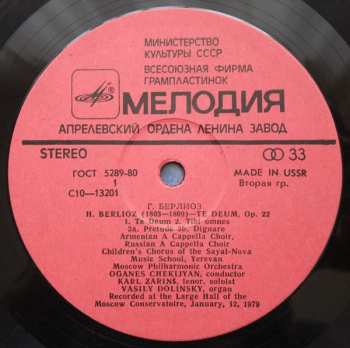 МИНИСТЕРСТВО
КУЛЬТУРЫ СССР
ВСЕСОЮЗНАЯ ФИРМА
ГРАМПЛАСТИНОК
МЕЛОДИЯ
АПРЕЛЕВСКИЙ ОРДЕНА ЛЕНИНА ЗАВОД
STEREO
33
ГОСТ 5289-80
MADE IN USSR
1
Вторая гр.
С10—13201
Г. БЕРЛИОЗ
H. BERLIOZ (1803—1869)—TE DEUM, Op. 22
1. Te Deum 2. Tibi omnes
2a. Prelude 3b. Dignare
Armenian A Cappella Choir,
Russian A Cappella Choir
Children's Chorus of the Sayat-Nova
Music School, Yerevan
Moscow Philharmonic Orchestra
OGANES CHEKIJYAN, conductor
KARL ZARINŠ, tenor, soloist
VASILY DOLINSKY, organ
Recorded at the Large Hall of the
Moscow Conservatoire, January, 12, 1979